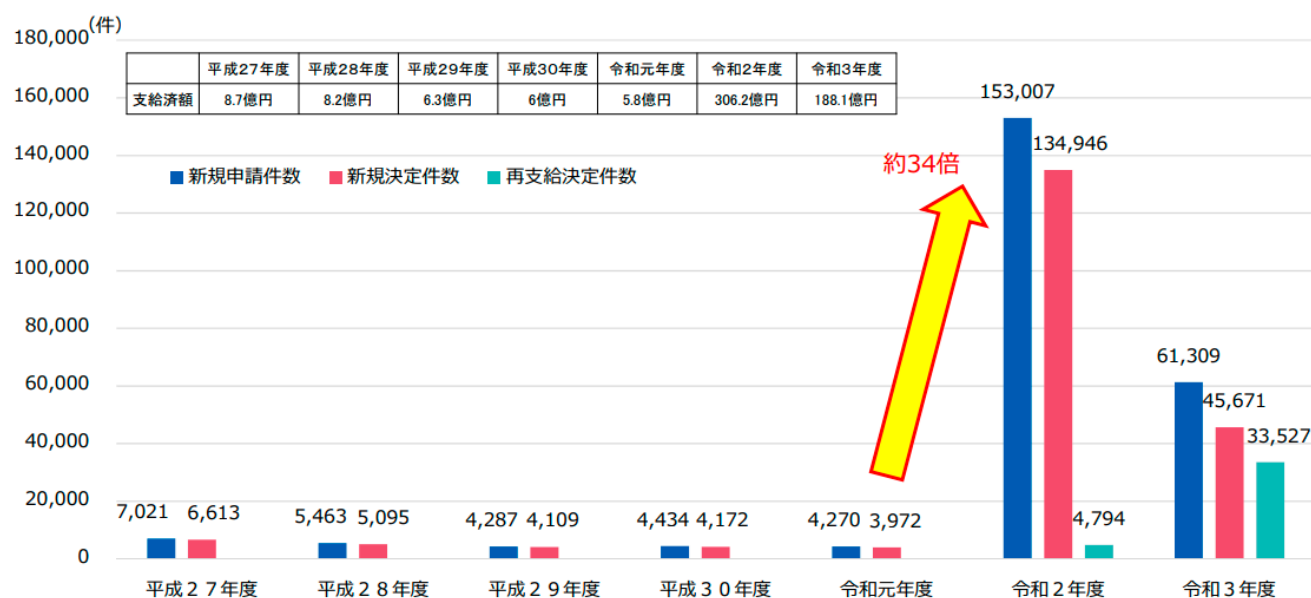 (件)
180,000
160,000
140,000
120,000
100,000
80,000
60,000
40,000
20,000
0
平成27年度 平成28年度 平成29年度 平成30年度 令和元年度 令和2年度 令和3年度
支給済額 8.7億円 8.2億円 6.3億円 6億円 5.8億円 306.2億円 188.1億円
新規申請件数 新規決定件数 再支給決定件数
約34倍
7,021 6,613
5,463 5,095
4,287 4,109
4,434 4,172
4,270 3,972
153,007 134,946 4,794
61,309 45,671 33,527
平成２７年度 平成２８年度 平成２９年度 平成３０年度 令和元年度 令和２年度 令和３年度